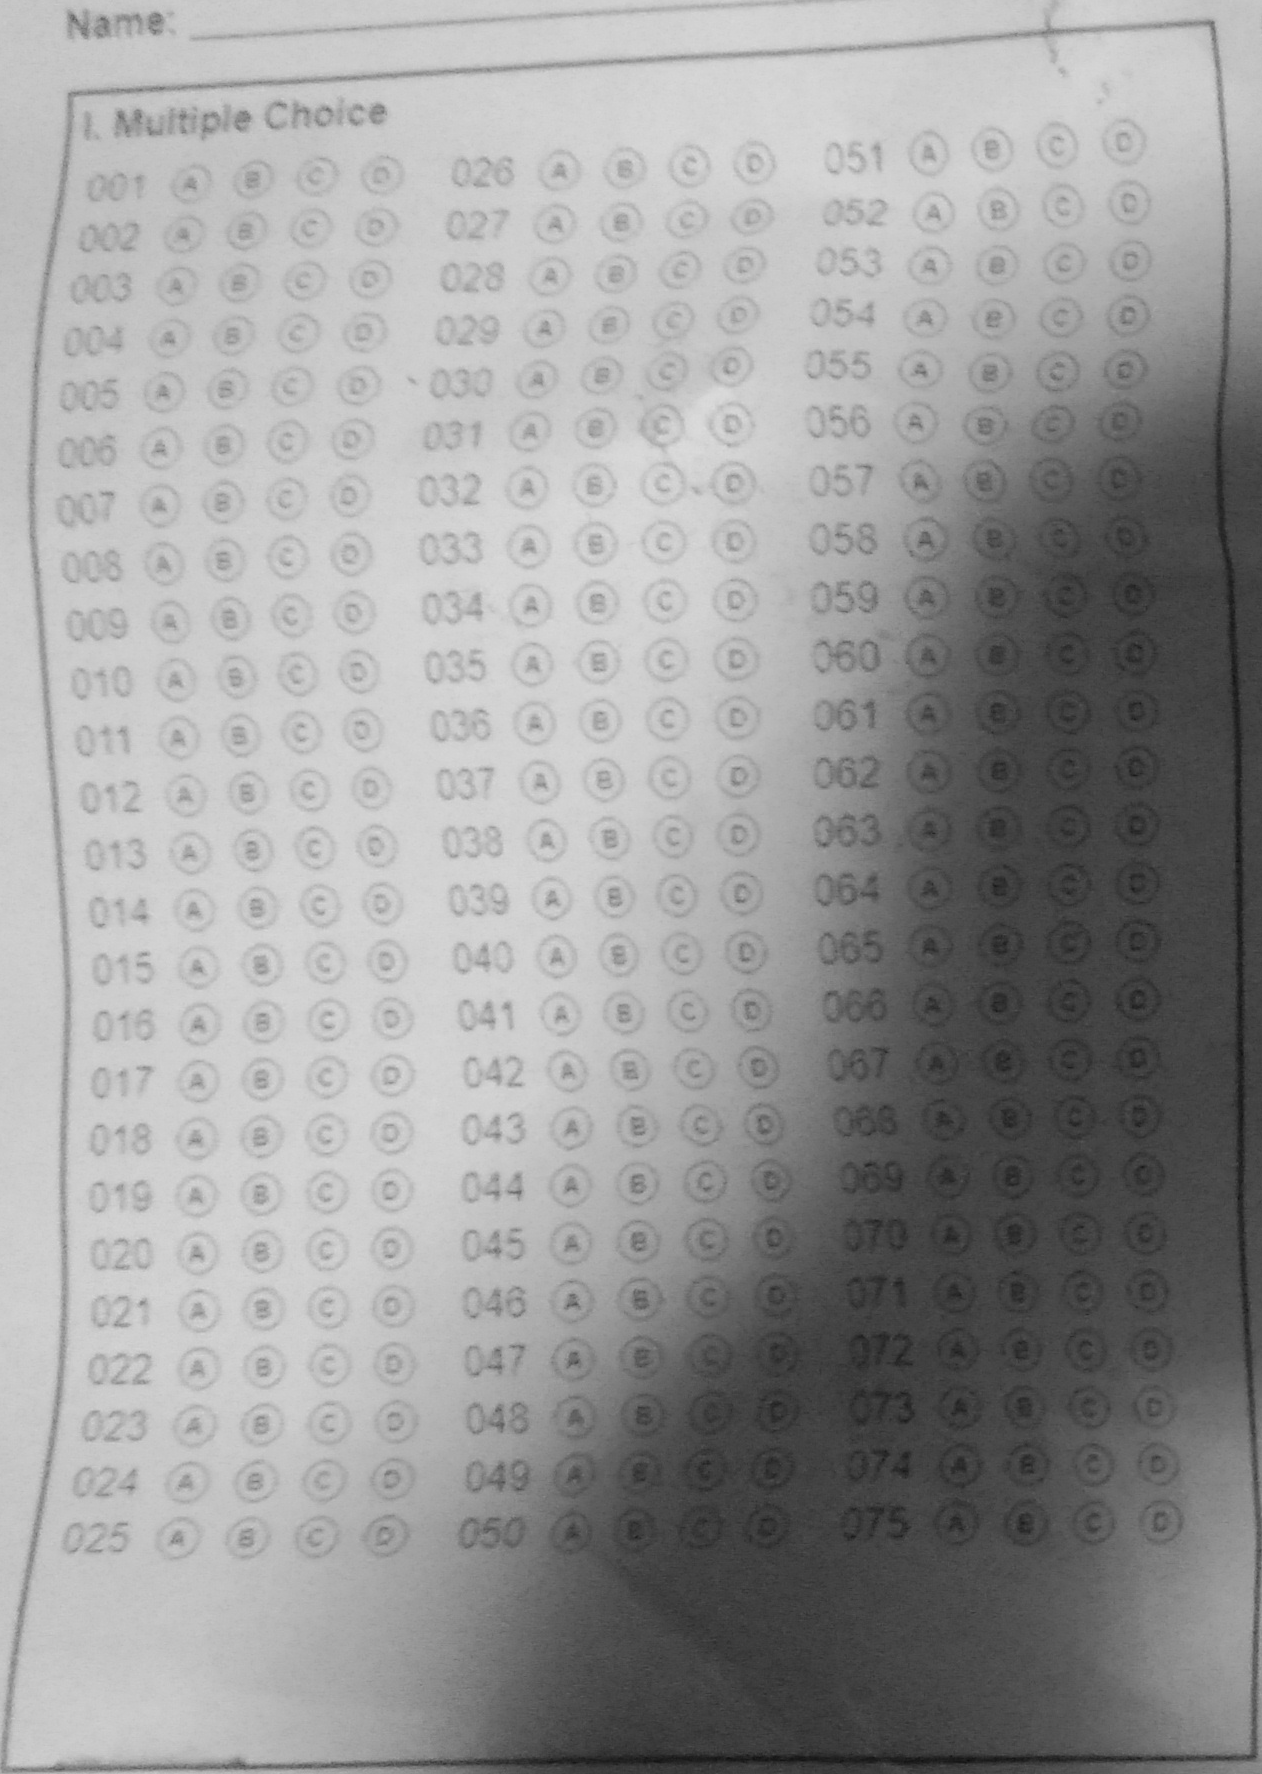 Name:
I. Multiple Choice
001 A B C D
002 A B C D
003 A B C D
004 A B C D
005 A B C D
006 A B C D
007 A B C D
008 A B C D
009 A B C D
010 A B C D
011 A B C D
012 A B C D
013 A B C D
014 A B C D
015 A B C D
016 A B C D
017 A B C D
018 A B C D
019 A B C D
020 A B C D
021 A B C D
022 A B C D
023 A B C D
024 A B C D
025 A B C D
026 A B C D
027 A B C D
028 A B C D
029 A B C D
030 A B C D
031 A B C D
032 A B C D
033 A B C D
034 A B C D
035 A B C D
036 A B C D
037 A B C D
038 A B C D
039 A B C D
040 A B C D
041 A B C D
042 A B C D
043 A B C D
044 A B C D
045 A B C D
046 A B C D
047 A B C D
048 A B C D
049 A B C D
050 A B C D
051 A B C D
052 A B C D
053 A B C D
054 A B C D
055 A B C D
056 A B C D
057 A B C D
058 A B C D
059 A B C D
060 A B C D
061 A B C D
062 A B C D
063 A B C D
064 A B C D
065 A B C D
066 A B C D
067 A B C D
068 A B C D
069 A B C D
070 A B C D
071 A B C D
072 A B C D
073 A B C D
074 A B C D
075 A B C D